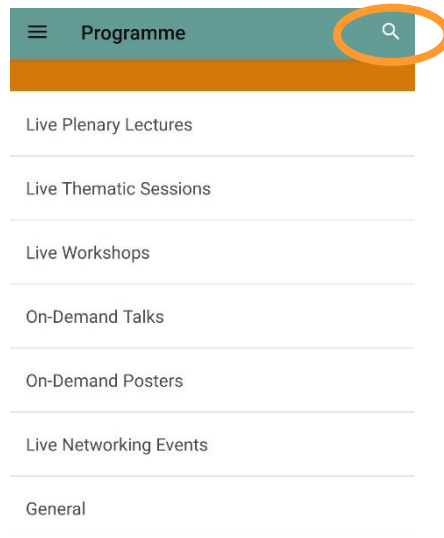 Programme
Live Plenary Lectures
Live Thematic Sessions
Live Workshops
On-Demand Talks
On-Demand Posters
Live Networking Events
General